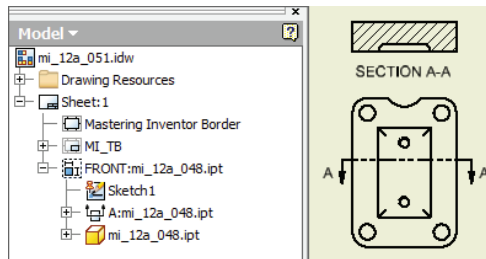 Model
mi_12a_051.idw
Drawing Resources
Sheet:1
Mastering Inventor Border
MI_TB
FRONT:mi_12a_048.ipt
Sketch1
A:mi_12a_048.ipt
mi_12a_048.ipt
SECTION A-A
A A